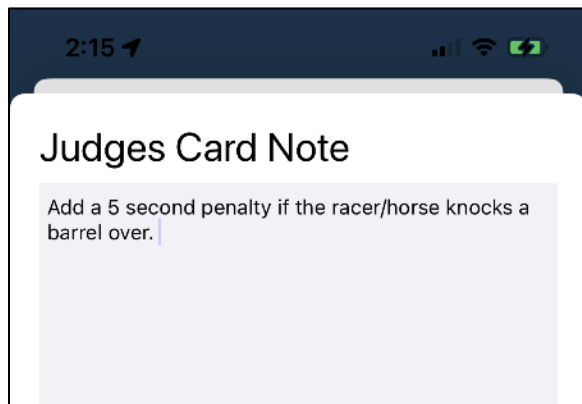 2:15
Judges Card Note
Add a 5 second penalty if the racer/horse knocks a
barrel over.